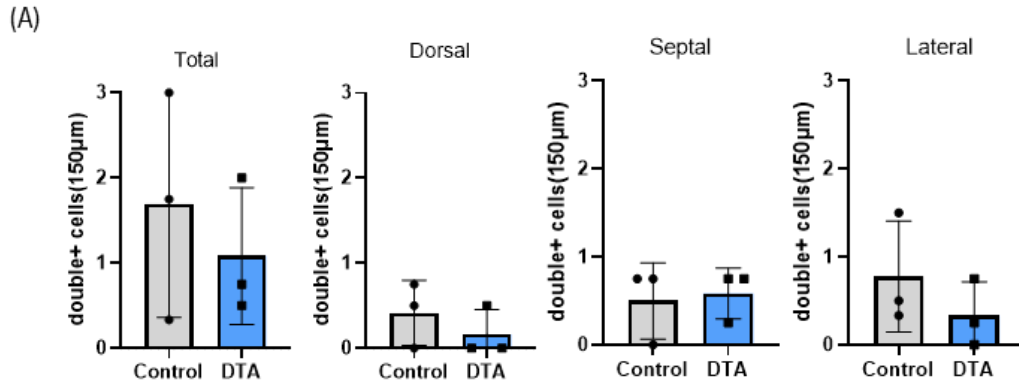 (A)
Total
double+ cells(150µm)
3
2
1
0
Control DTA
Dorsal
double+ cells(150µm)
3
2
1
0
Control DTA
Septal
double+ cells(150µm)
3
2
1
0
Control DTA
Lateral
double+ cells(150µm)
3
2
1
0
Control DTA